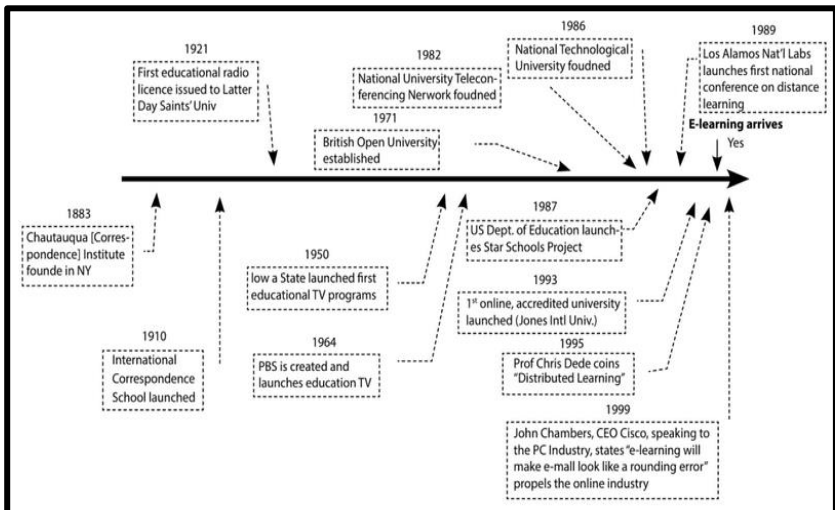 1921
First educational radio
licence issued to Latter
Day Saints' Univ
1982
National University Telecon-
ferencing Nerwork foudned
1986
National Technological
University foudned
1989
Los Alamos Nat'l Labs
launches first national
conference on distance
learning
1971
British Open University
established
E-learning arrives
Yes
1883
Chautauqua [Corres-
pondence] Institute
founde in NY
1910
International
Correspondence
School launched
1950
low a State launched first
educational TV programs
1964
PBS is created and
launches education TV
1987
US Dept. of Education launch-
es Star Schools Project
1993
1st online, accredited university
launched (Jones Intl Univ.)
1995
Prof Chris Dede coins
"Distributed Learning"
1999
John Chambers, CEO Cisco, speaking to
the PC Industry, states "e-learning will
make e-mall look like a rounding error"
propels the online industry